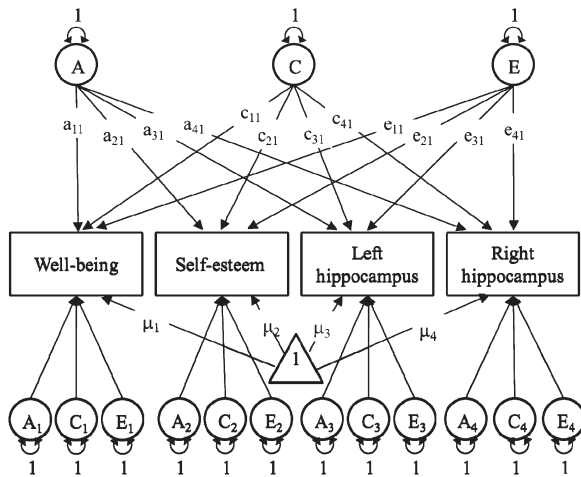 1 1 1
A C E
a11 a21 a31 a41 c11 c21 c31 c41 e11 e21 e31 e41
Well-being Self-esteem Left hippocampus Right hippocampus
μ1 μ2 μ3 μ4
1
A1 C1 E1 A2 C2 E2 A3 C3 E3 A4 C4 E4
1 1 1 1 1 1 1 1 1 1 1 1